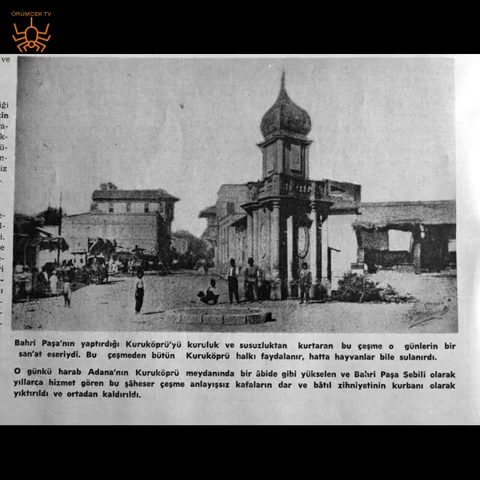 ÖRÜMCEK TV
ve
Bahri Paşa'nın yaptırdığı Kuruköprü'yü kuruluk ve susuzluktan kurtaran bu çeşme o günlerin bir
san'at eseriydi. Bu çeşmeden bütün Kuruköprü halkı faydalanır, hatta hayvanlar bile sulanırdı.
O günkü harab Adana'nın Kuruköprü meydanında bir âbide gibi yükselen ve Bahri Paşa Sebili olarak
yıllarca hizmet gören bu şâheser çeşme anlayışsız kafaların dar ve bâtıl zihniyetinin kurbanı olarak
yıktırıldı ve ortadan kaldırıldı.